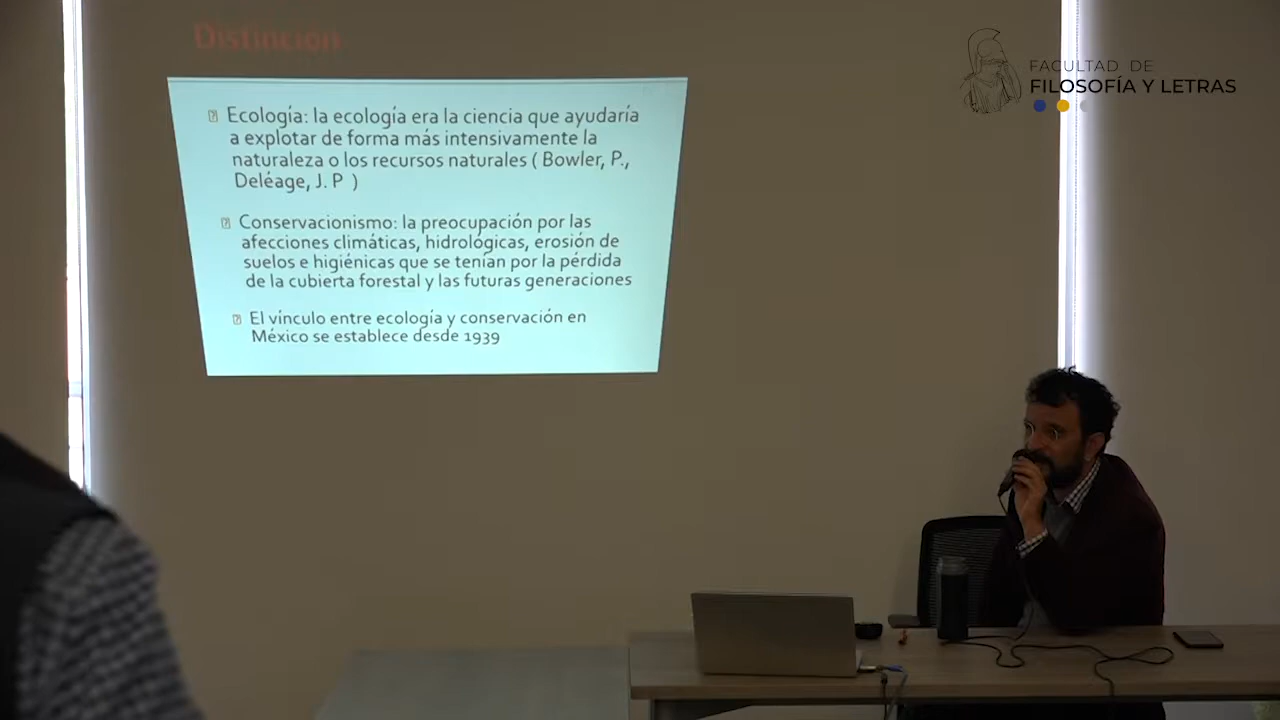 Distinción
Ecología: la ecología era la ciencia que ayudaría
a explotar de forma más intensivamente la
naturaleza o los recursos naturales ( Bowler, P.,
Deléage, J. P )
Conservacionismo: la preocupación por las
afecciones climáticas, hidrológicas, erosión de
suelos e higiénicas que se tenían por la pérdida
de la cubierta forestal y las futuras generaciones
El vínculo entre ecología y conservación en
México se establece desde 1939
FACULTAD DE
FILOSOFÍA Y LETRAS